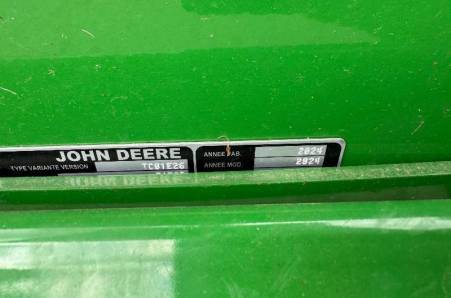 JOHN DEERE
TYPE VARIANTE VERSION TC01E26
ANNEE FAB. 2024
ANNEE MOD. 2024